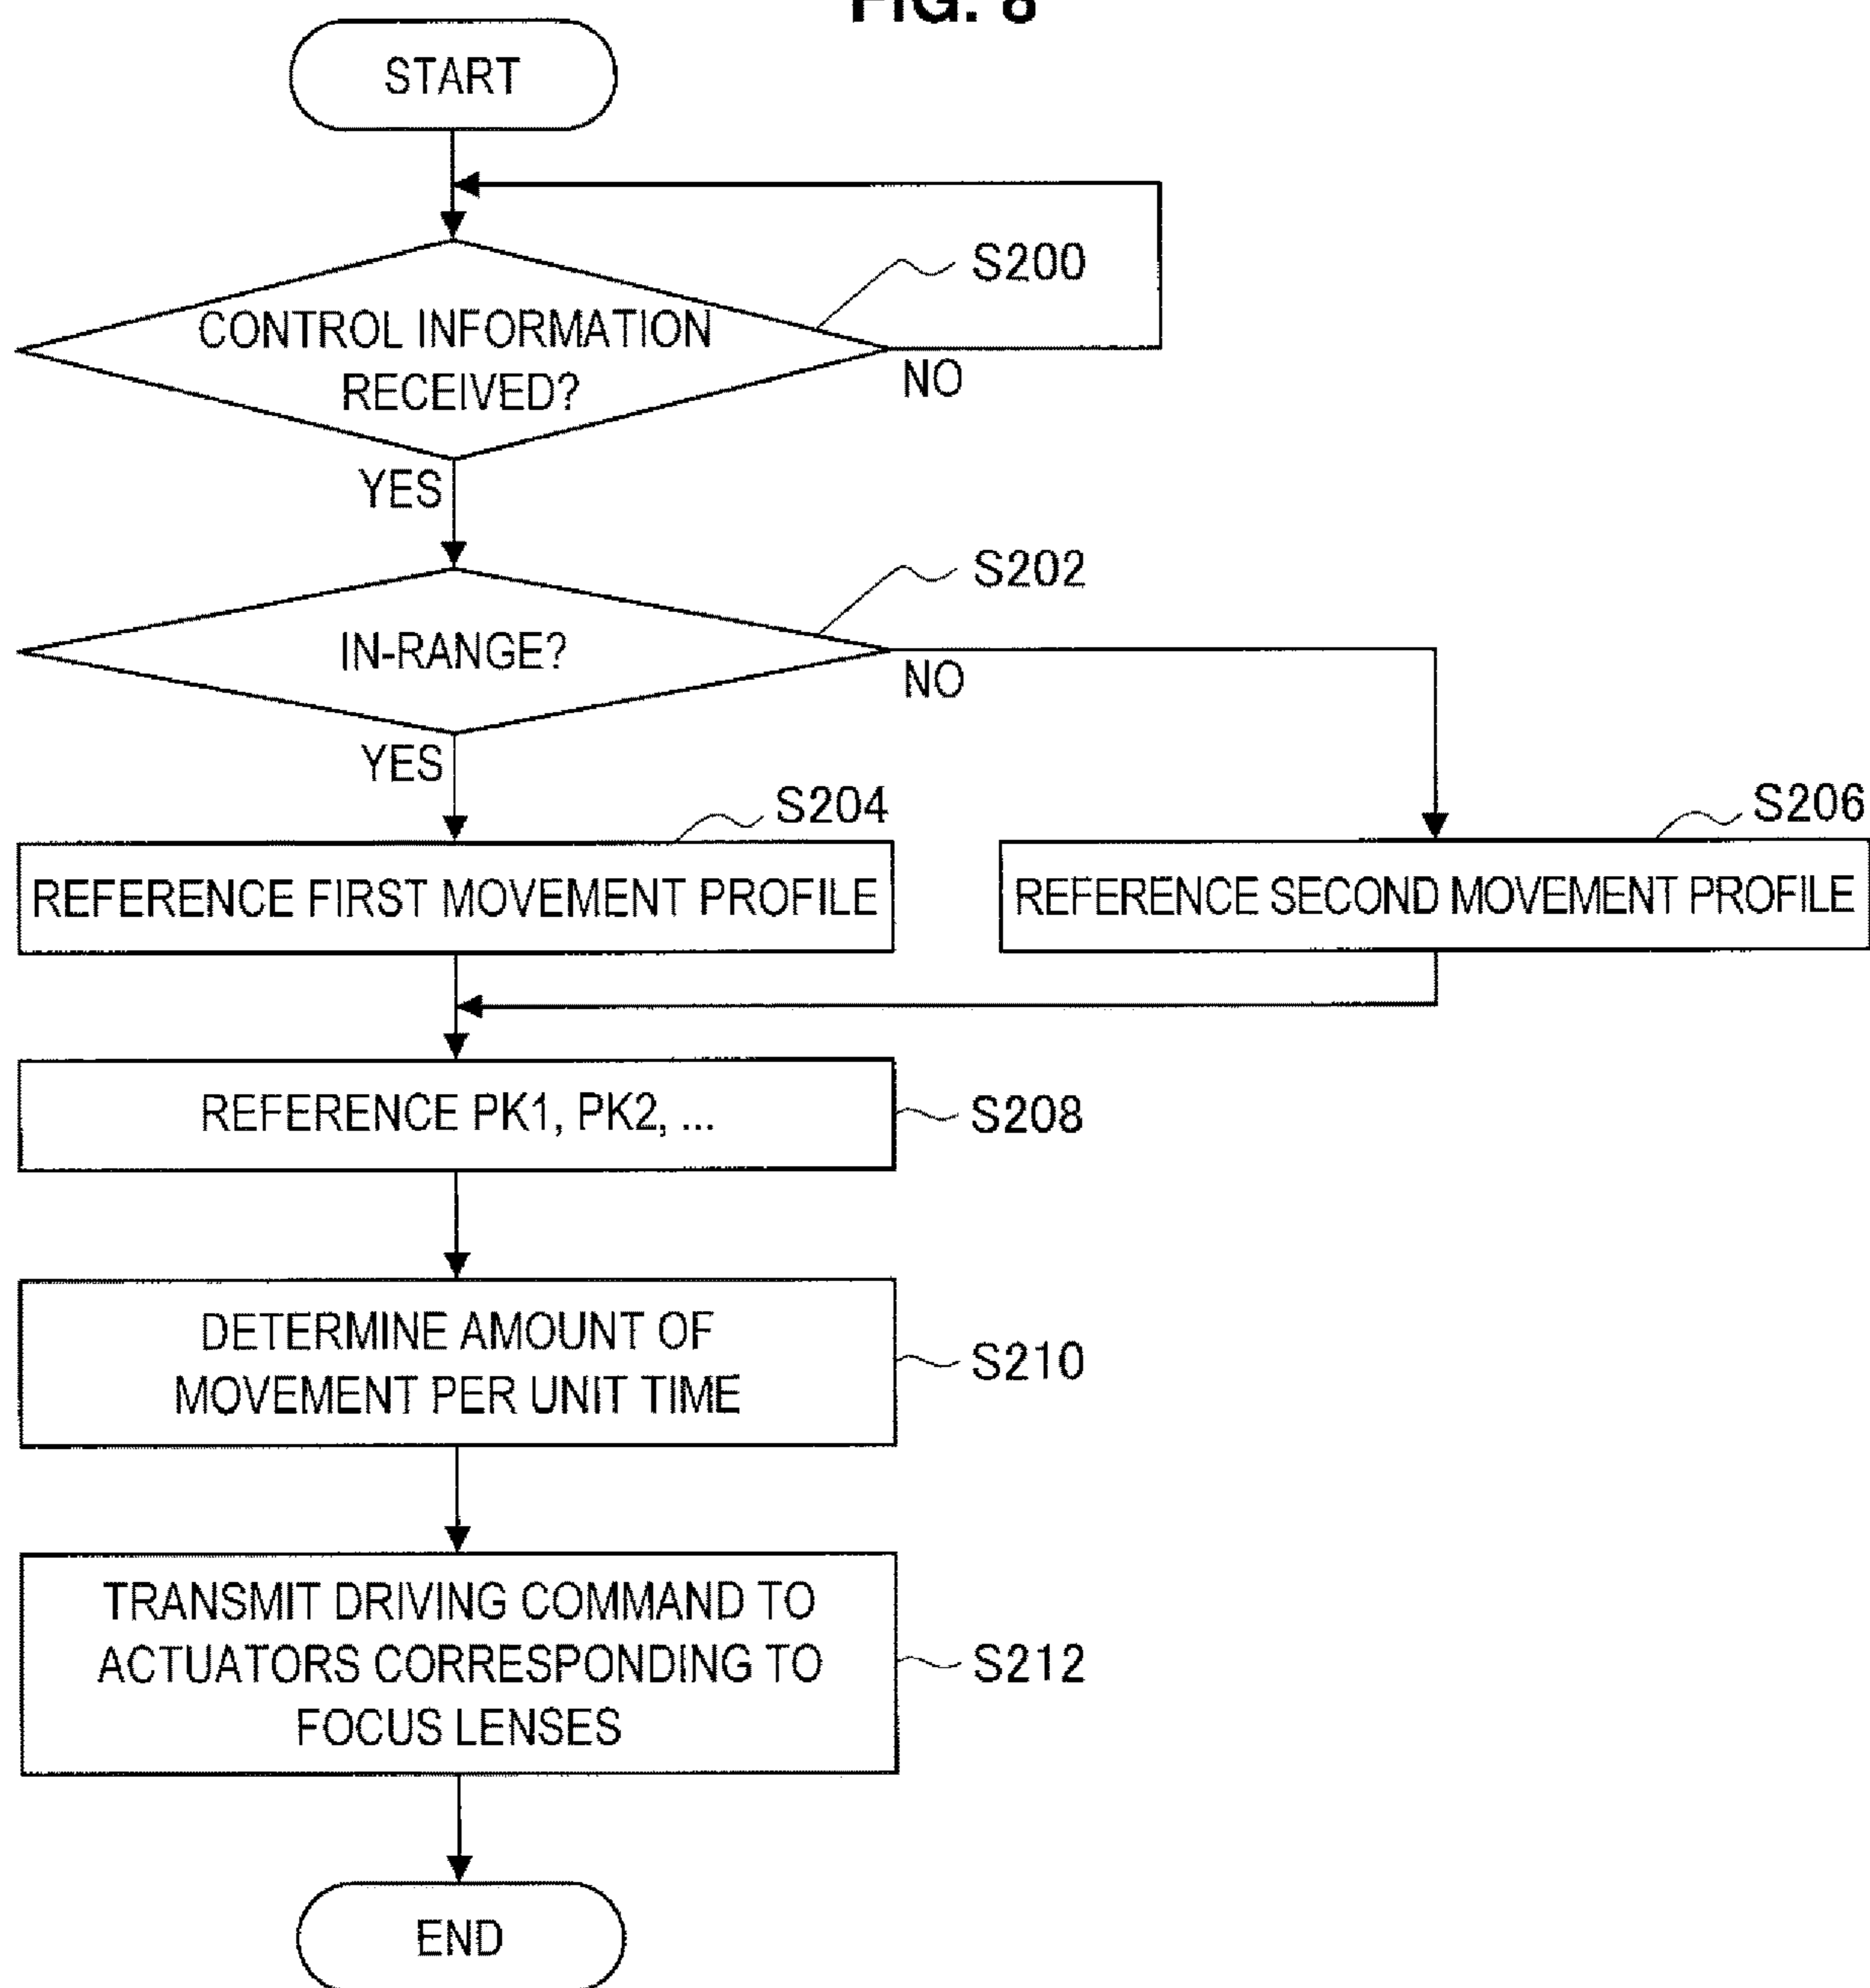 FIG. 8
START
S200
CONTROL INFORMATION
RECEIVED?
NO
YES
S202
IN-RANGE?
NO
YES
S204
S206
REFERENCE FIRST MOVEMENT PROFILE
REFERENCE SECOND MOVEMENT PROFILE
REFERENCE PK1, PK2, ...
S208
DETERMINE AMOUNT OF
MOVEMENT PER UNIT TIME
S210
TRANSMIT DRIVING COMMAND TO
ACTUATORS CORRESPONDING TO
FOCUS LENSES
S212
END